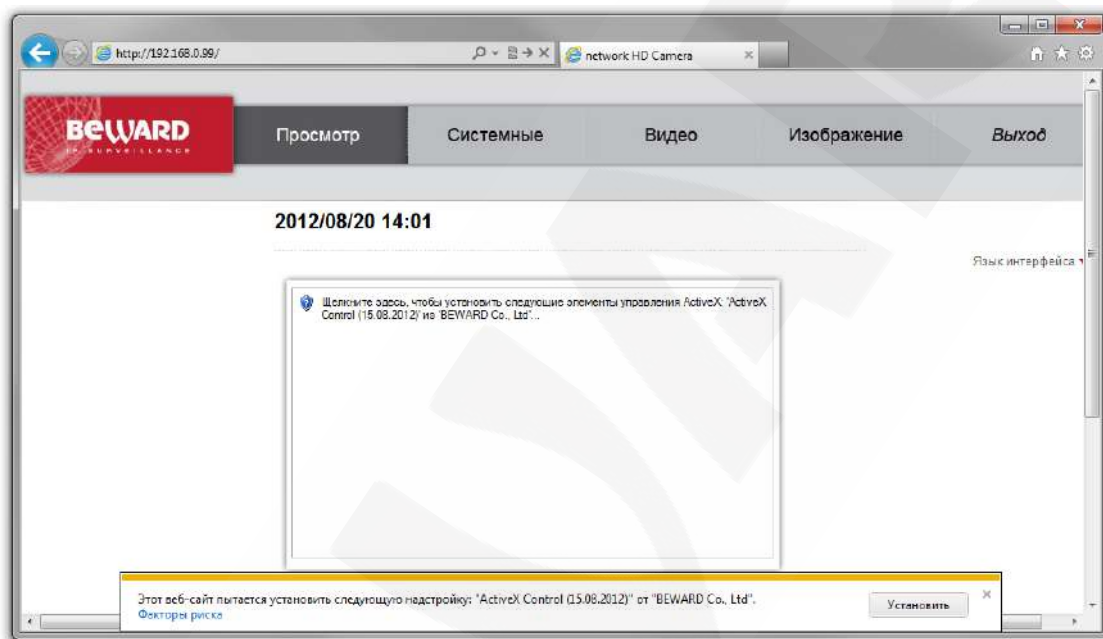 http://192.168.0.99/
network HD Camera
BEWARD
IP SURVEILLANCE
Просмотр
Системные
Видео
Изображение
Выход
2012/08/20 14:01
Язык интерфейса
Щелкните здесь, чтобы установить следующие элементы управления ActiveX: "ActiveX
Control (15.08.2012)' из 'BEWARD Co., Ltd'...
Этот веб-сайт пытается установить следующую надстройку: "ActiveX Control (15.08.2012)" от "BEWARD Co., Ltd".
Факторы риска
Установить